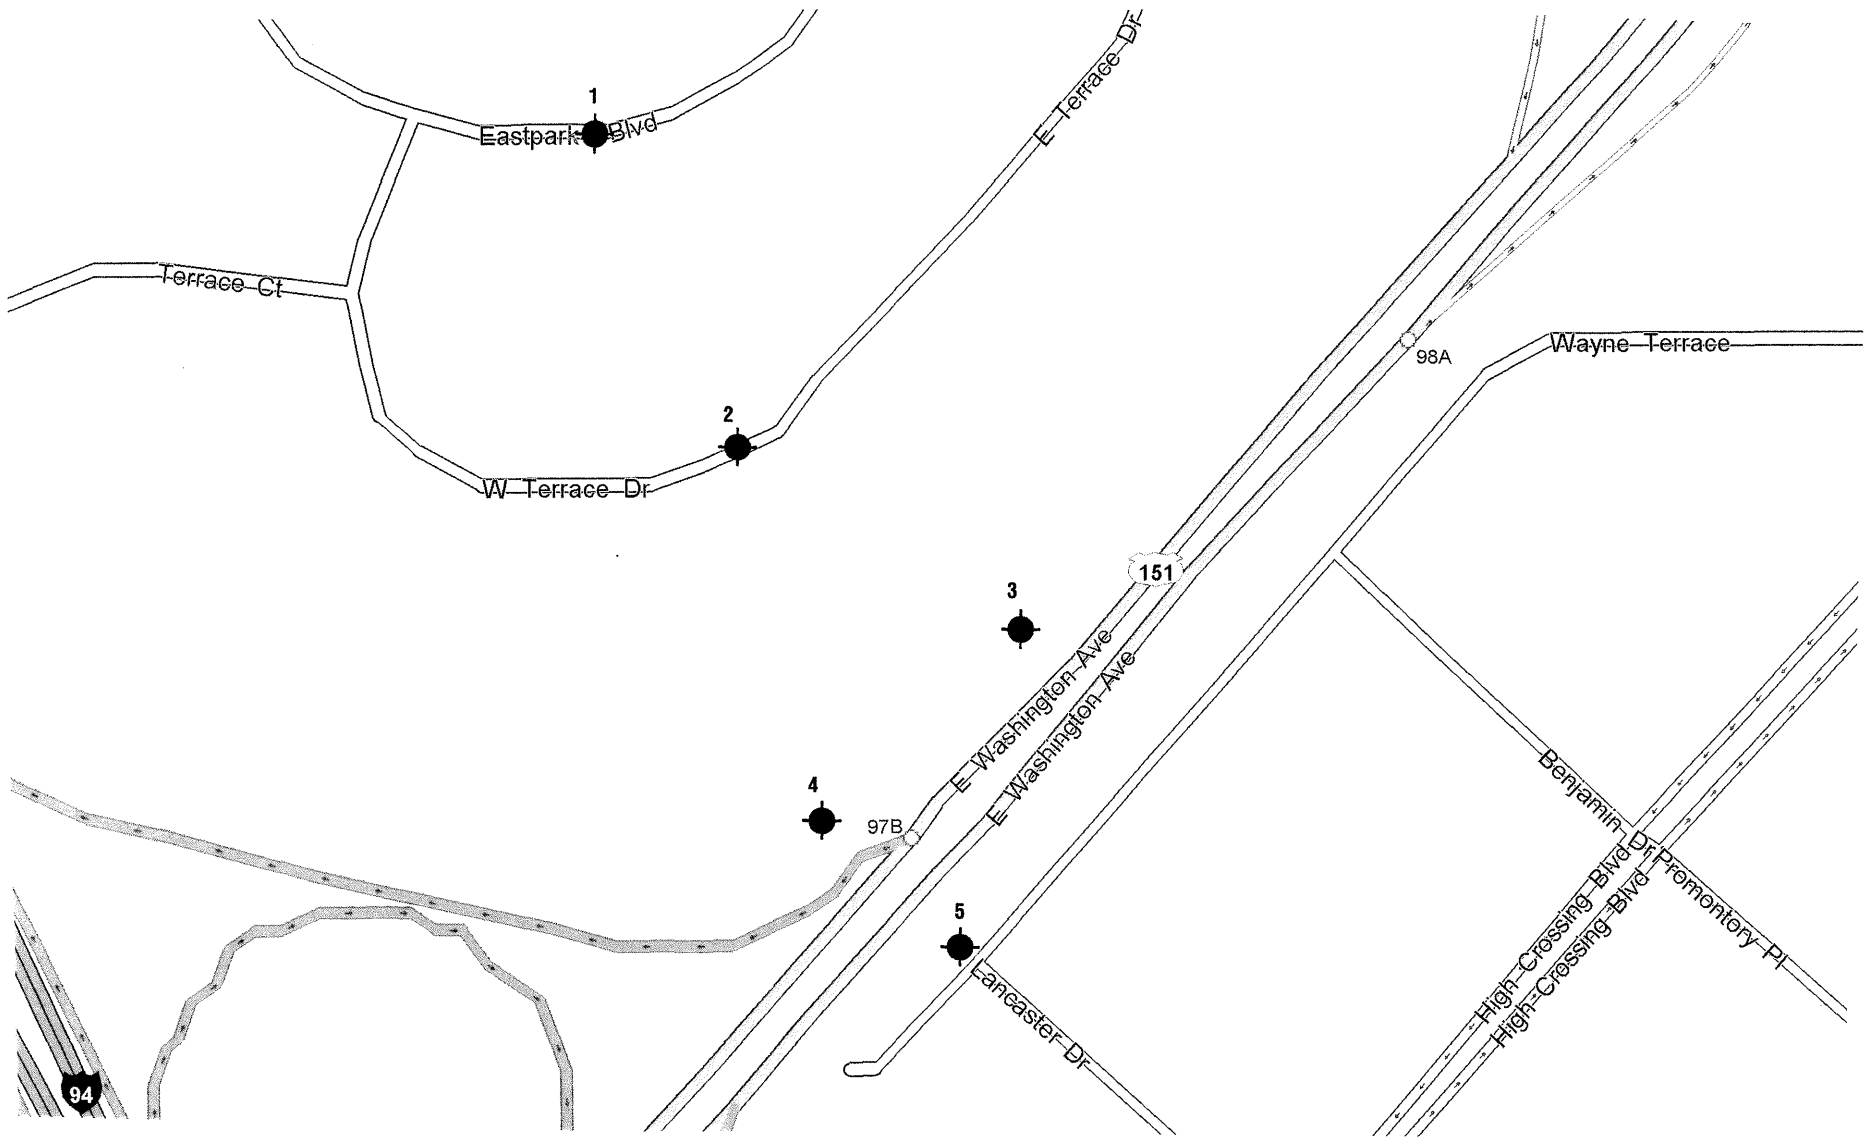 1
Eastpark Blvd
E Terrace Dr
Terrace Ct
Wayne Terrace
98A
2
W Terrace Dr
151
3
E Washington Ave
E Washington Ave
4
97B
5
Lancaster Dr
Benjamin Dr
Promontory Pl
High Crossing Blvd
High Crossing Blvd
94